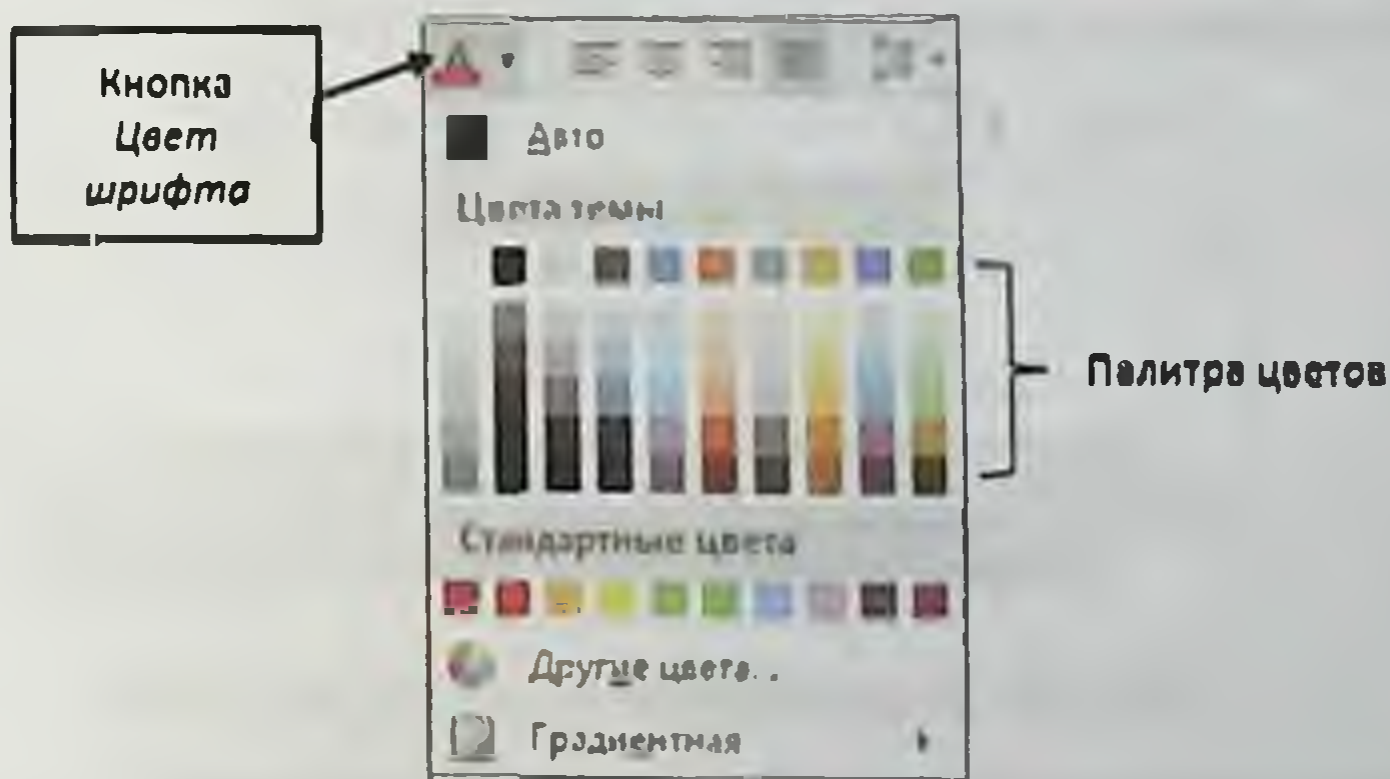 Кнопка
Цвет
шрифта
А
Авто
Цвета темы
Палитра цветов
Стандартные цвета
Другие цвета...
Градиентная